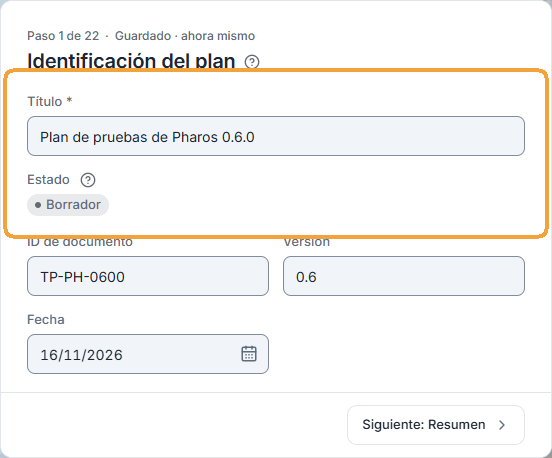 Paso 1 de 22 · Guardado · ahora mismo
Identificación del plan
Título *
Plan de pruebas de Pharos 0.6.0
Estado
Borrador
ID de documento
Versión
TP-PH-0600
0.6
Fecha
16/11/2026
Siguiente: Resumen